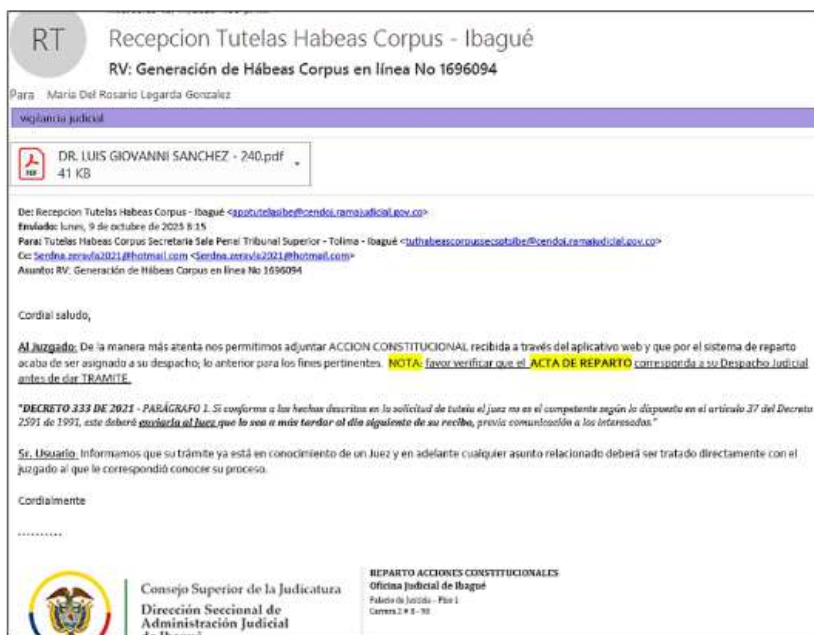 RT
Recepcion Tutelas Habeas Corpus - Ibagué
RV: Generación de Hábeas Corpus en línea No 1696094
Para Maria Del Rosario Legarda Gonzalez
vigilancia judicial
DR. LUIS GIOVANNI SANCHEZ - 240.pdf
41 KB
De: Recepcion Tutelas Habeas Corpus - Ibagué <apptutelasibe@cendoj.ramajudicial.gov.co>
Enviado: lunes, 9 de octubre de 2023 8:15
Para: Tutelas Habeas Corpus Secretaria Sala Penal Tribunal Superior - Tolima - Ibagué
Asunto: RV: Generación de Hábeas Corpus en línea No 1696094
Cordial saludo,
Al Juzgado: De la manera más atenta nos permitimos adjuntar ACCION CONSTITUCIONAL recibida a través del aplicativo web y que por el sistema de reparto
acaba de ser asignado a su despacho; lo anterior para los fines pertinentes. NOTA: favor verificar que el ACTA DE REPARTO corresponda a su Despacho Judicial
antes de dar TRAMITE.
"DECRETO 333 DE 2021 - PARÁGRAFO 1. Si conforme a los hechos descritos en la solicitud de tutela el juez no es el competente según lo dispuesto en el artículo 37 del Decreto
2591 de 1991, este deberá enviarla al Juez que lo sea a más tardar al día siguiente de su recibo, previa comunicación a los interesados."
Sr. Usuario: Informamos que su trámite ya está en conocimiento de un Juez y en adelante cualquier asunto relacionado deberá ser tratado directamente con el
juzgado al que le correspondió conocer su proceso.
Cordialmente
..........
Consejo Superior de la Judicatura
Dirección Seccional de
Administración Judicial
de Ibagué
REPARTO ACCIONES CONSTITUCIONALES
Oficina Judicial de Ibagué
Palacio de Justicia - Piso 1
Carrera 2 # 8 - 90